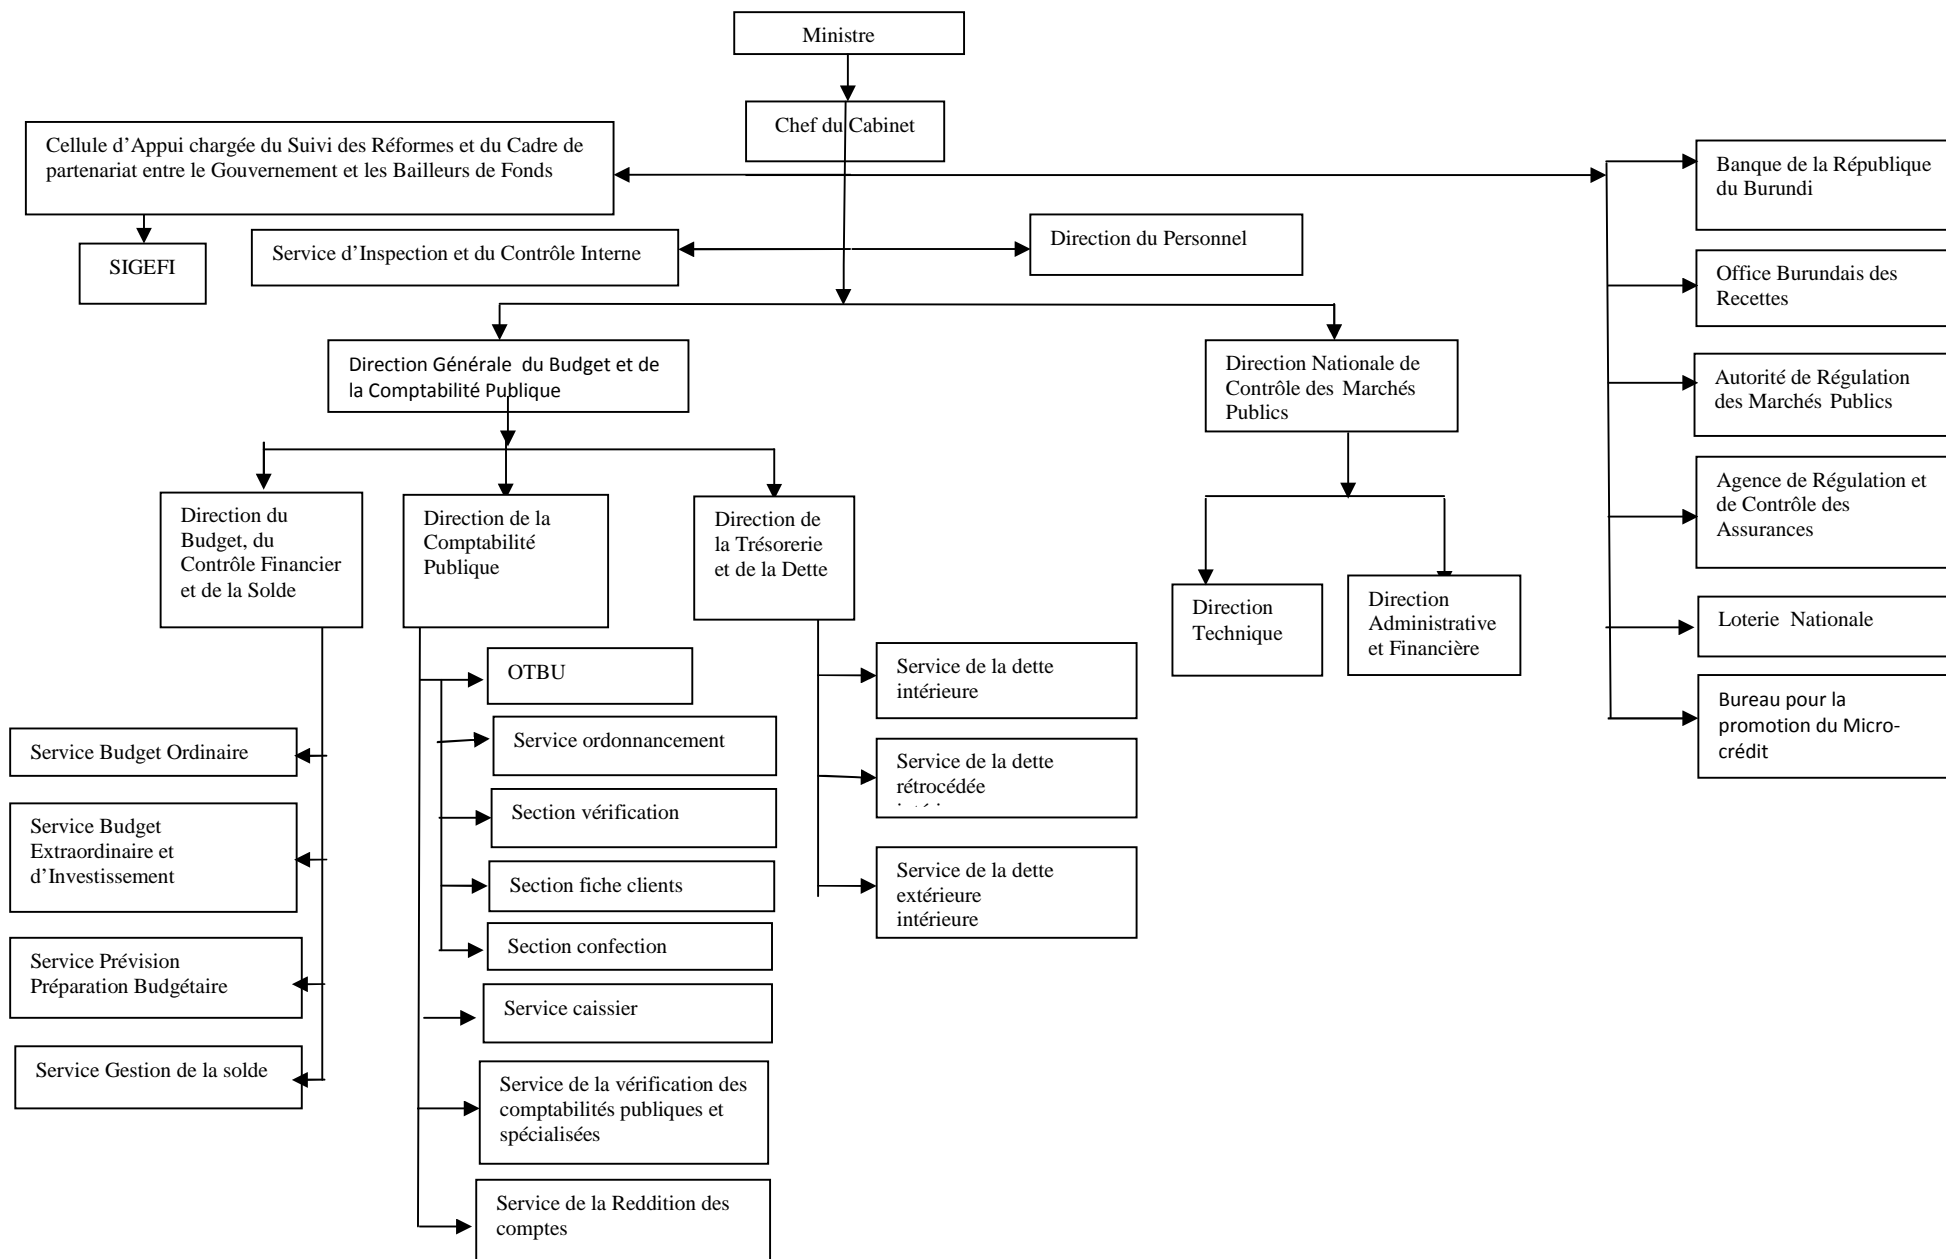 Ministre
Chef du Cabinet
Cellule d’Appui chargée du Suivi des Réformes et du Cadre de
partenariat entre le Gouvernement et les Bailleurs de Fonds
SIGEFI
Service d’Inspection et du Contrôle Interne
Direction du Personnel
Banque de la République
du Burundi
Office Burundais des
Recettes
Autorité de Régulation
des Marchés Publics
Agence de Régulation et
de Contrôle des
Assurances
Loterie Nationale
Bureau pour la
promotion du Micro-
crédit
Direction Générale du Budget et de
la Comptabilité Publique
Direction Nationale de
Contrôle des Marchés
Publics
Direction du
Budget, du
Contrôle Financier
et de la Solde
Direction de la
Comptabilité
Publique
Direction de
la Trésorerie
et de la Dette
Direction
Technique
Direction
Administrative
et Financière
Service Budget Ordinaire
Service Budget
Extraordinaire et
d’Investissement
Service Prévision
Préparation Budgétaire
Service Gestion de la solde
OTBU
Service ordonnancement
Section vérification
Section fiche clients
Section confection
Service caissier
Service de la vérification des
comptabilités publiques et
spécialisées
Service de la Reddition des
comptes
Service de la dette
intérieure
Service de la dette
rétrocédée
Service de la dette
extérieure
intérieure